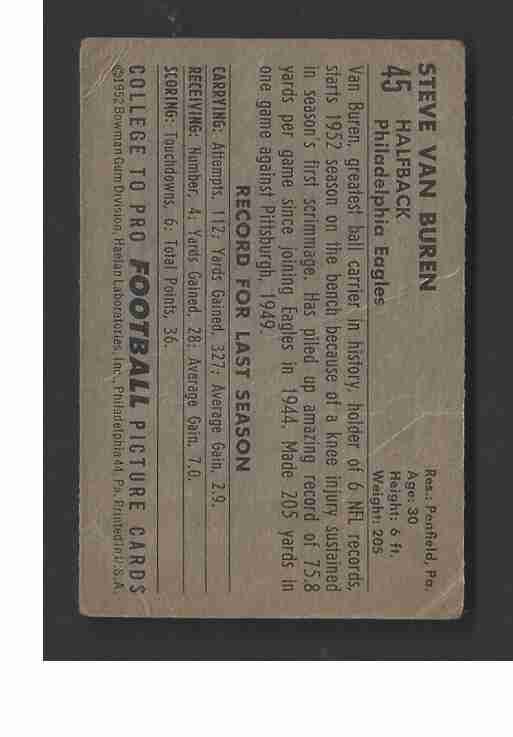 STEVE VAN BUREN
45 HALFBACK
Philadelphia Eagles
Res.: Penfield, Pa.
Age: 30
Height: 6 ft.
Weight: 205
Van Buren, greatest ball carrier in history, holder of 6 NFL records,
starts 1952 season on the bench because of a knee injury sustained
in season's first scrimmage. Has piled up amazing record of 75.8
yards per game since joining Eagles in 1944. Made 205 yards in
one game against Pittsburgh, 1949.
RECORD FOR LAST SEASON
CARRYING: Attempts, 112; Yards Gained, 327; Average Gain, 2.9.
RECEIVING: Number, 4; Yards Gained, 28; Average Gain, 7.0.
SCORING: Touchdowns, 6; Total Points, 36.
COLLEGE TO PRO FOOTBALL PICTURE CARDS
©1952 Bowman Gum Division, Haelan Laboratories, Inc., Philadelphia 44, Pa. Printed in U.S.A.